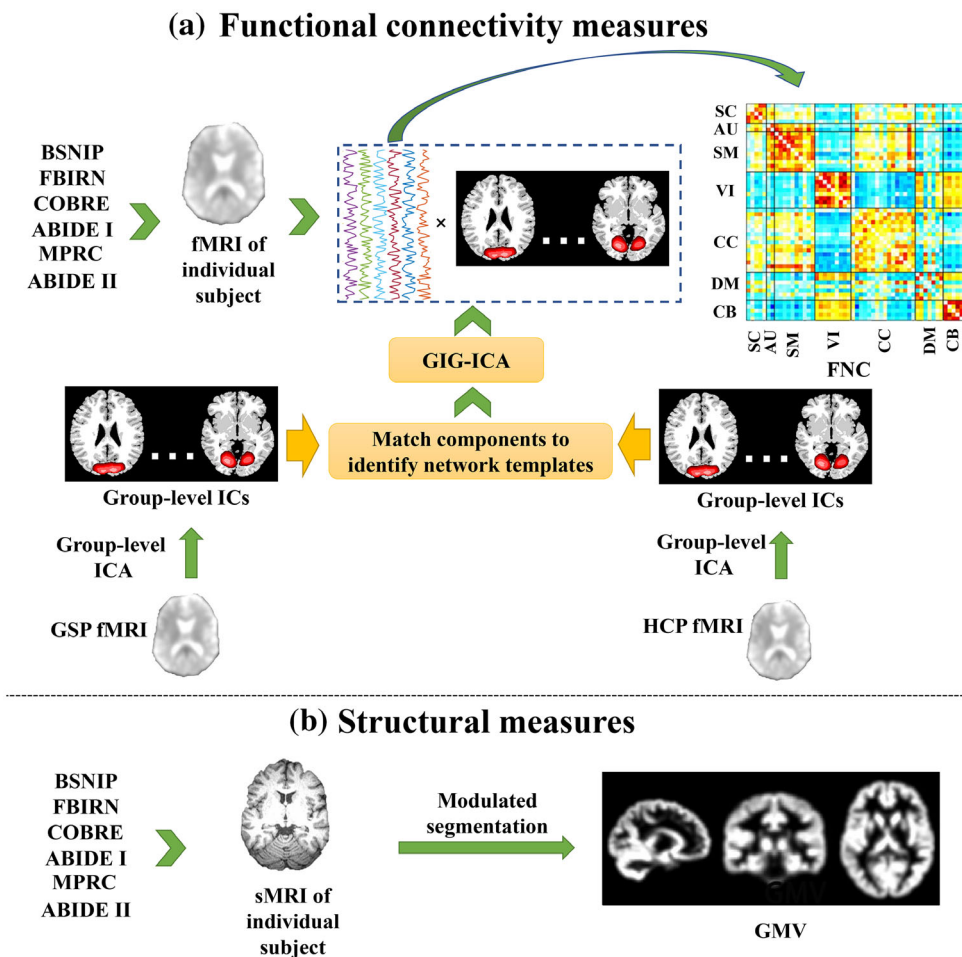 (a) Functional connectivity measures
BSNIP
FBIRN
COBRE
ABIDE I
MPRC
ABIDE II
fMRI of
individual
subject
×
SC
AU
SM
VI
CC
DM
CB
SC
AU
SM
VI
CC
DM
CB
FNC
GIG-ICA
Match components to
identify network templates
Group-level ICs
Group-level
ICA
GSP fMRI
Group-level ICs
Group-level
ICA
HCP fMRI
(b) Structural measures
BSNIP
FBIRN
COBRE
ABIDE I
MPRC
ABIDE II
sMRI of
individual
subject
Modulated
segmentation
GMV
GMV